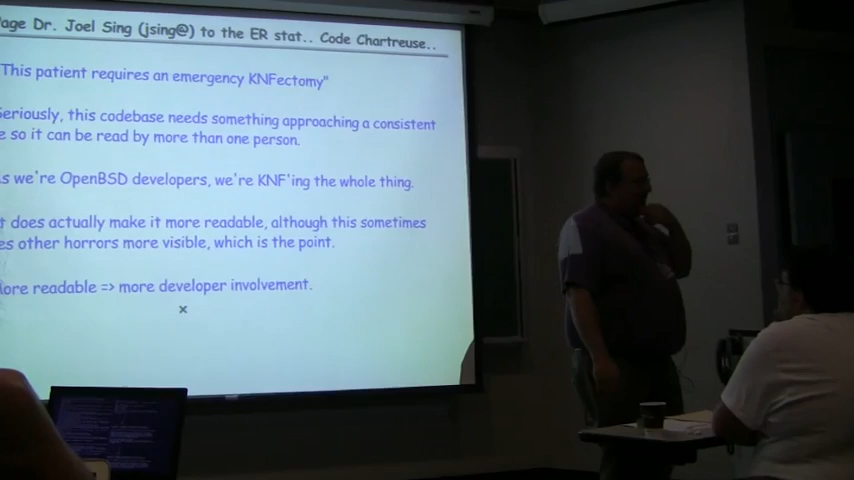 age Dr. Joel Sing (jsing@) to the ER stat.. Code Chartreuse..
This patient requires an emergency KNFectomy"
Seriously, this codebase needs something approaching a consistent
e so it can be read by more than one person.
s we're OpenBSD developers, we're KNF'ing the whole thing.
t does actually make it more readable, although this sometimes
es other horrors more visible, which is the point.
ore readable => more developer involvement.